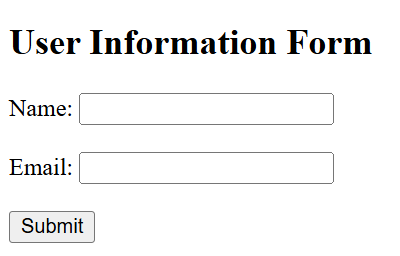 User Information Form
Name:
Email:
Submit